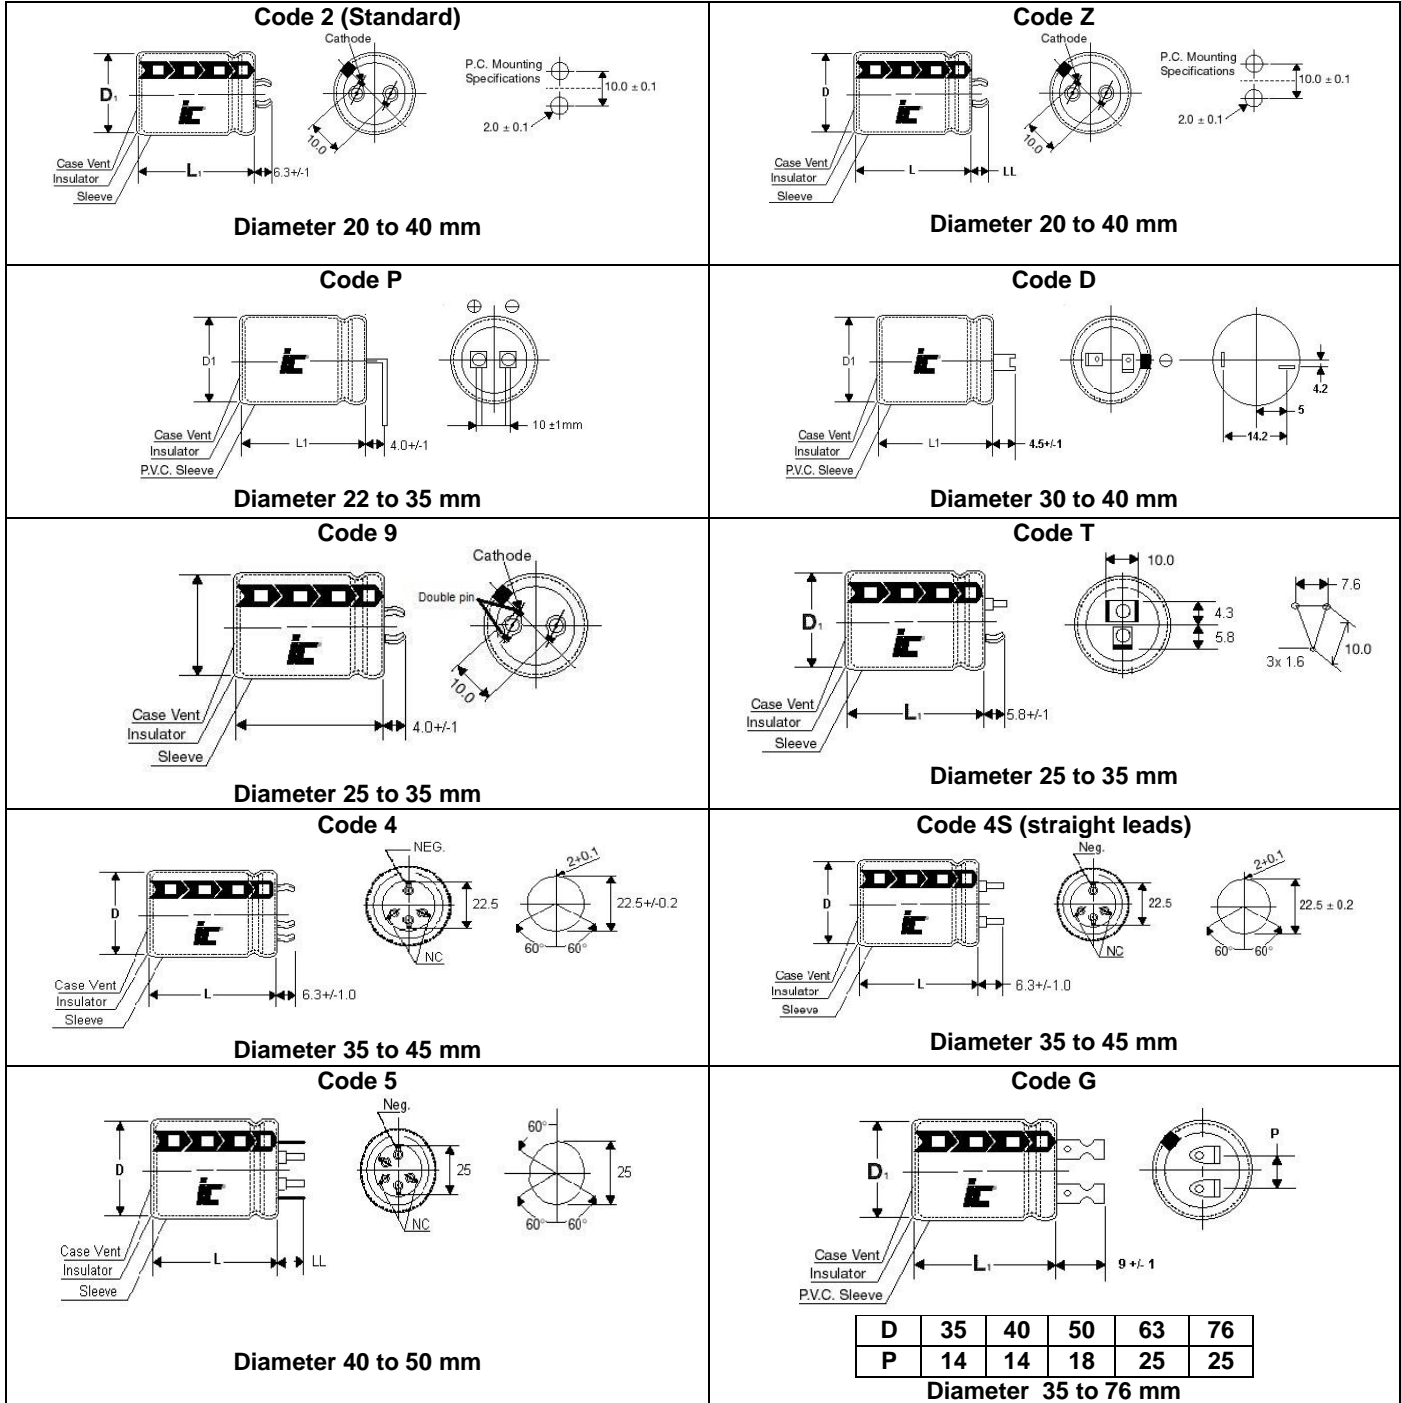 Code 2 (Standard)
Cathode
P.C. Mounting
Specifications
10.0 ± 0.1
2.0 ± 0.1
10.0
D₁
ic
Case Vent
Insulator
Sleeve
L₁
6.3+/-1
Diameter 20 to 40 mm
Code Z
Cathode
P.C. Mounting
Specifications
10.0 ± 0.1
2.0 ± 0.1
10.0
D
ic
Case Vent
Insulator
Sleeve
L
LL
Diameter 20 to 40 mm
Code P
D1
ic
10 ±1mm
Case Vent
Insulator
P.V.C. Sleeve
L1
4.0+/-1
Diameter 22 to 35 mm
Code D
D1
ic
4.2
5
14.2
Case Vent
Insulator
P.V.C. Sleeve
L1
4.5+/-1
Diameter 30 to 40 mm
Code 9
Cathode
Double pin
ic
10.0
Case Vent
Insulator
Sleeve
4.0+/-1
Diameter 25 to 35 mm
Code T
10.0
7.6
4.3
5.8
10.0
3x 1.6
D₁
ic
Case Vent
Insulator
Sleeve
L₁
5.8+/-1
Diameter 25 to 35 mm
Code 4
NEG.
22.5
22.5+/-0.2
2+0.1
60° 60°
NC
D
ic
Case Vent
Insulator
Sleeve
L
6.3+/-1.0
Diameter 35 to 45 mm
Code 4S (straight leads)
Neg.
2+0.1
22.5
22.5 ± 0.2
60° 60°
NC
D
ic
Case Vent
Insulator
Sleeve
L
6.3+/-1.0
Diameter 35 to 45 mm
Code 5
Neg.
60°
25
25
60° 60°
NC
D
ic
Case Vent
Insulator
Sleeve
L
LL
Diameter 40 to 50 mm
Code G
P
D₁
ic
Case Vent
Insulator
P.V.C. Sleeve
L₁
9 +/- 1
D 35 40 50 63 76
P 14 14 18 25 25
Diameter 35 to 76 mm